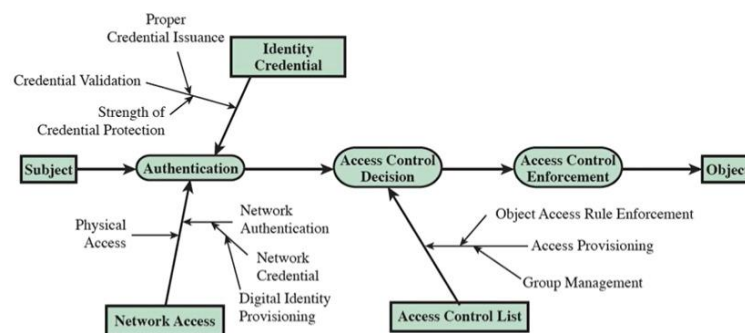 Proper
Credential Issuance
Identity
Credential
Credential Validation
Strength of
Credential Protection
Subject
Authentication
Access Control
Decision
Access Control
Enforcement
Object
Physical
Access
Network
Authentication
Network
Credential
Digital Identity
Provisioning
Object Access Rule Enforcement
Access Provisioning
Group Management
Network Access
Access Control List